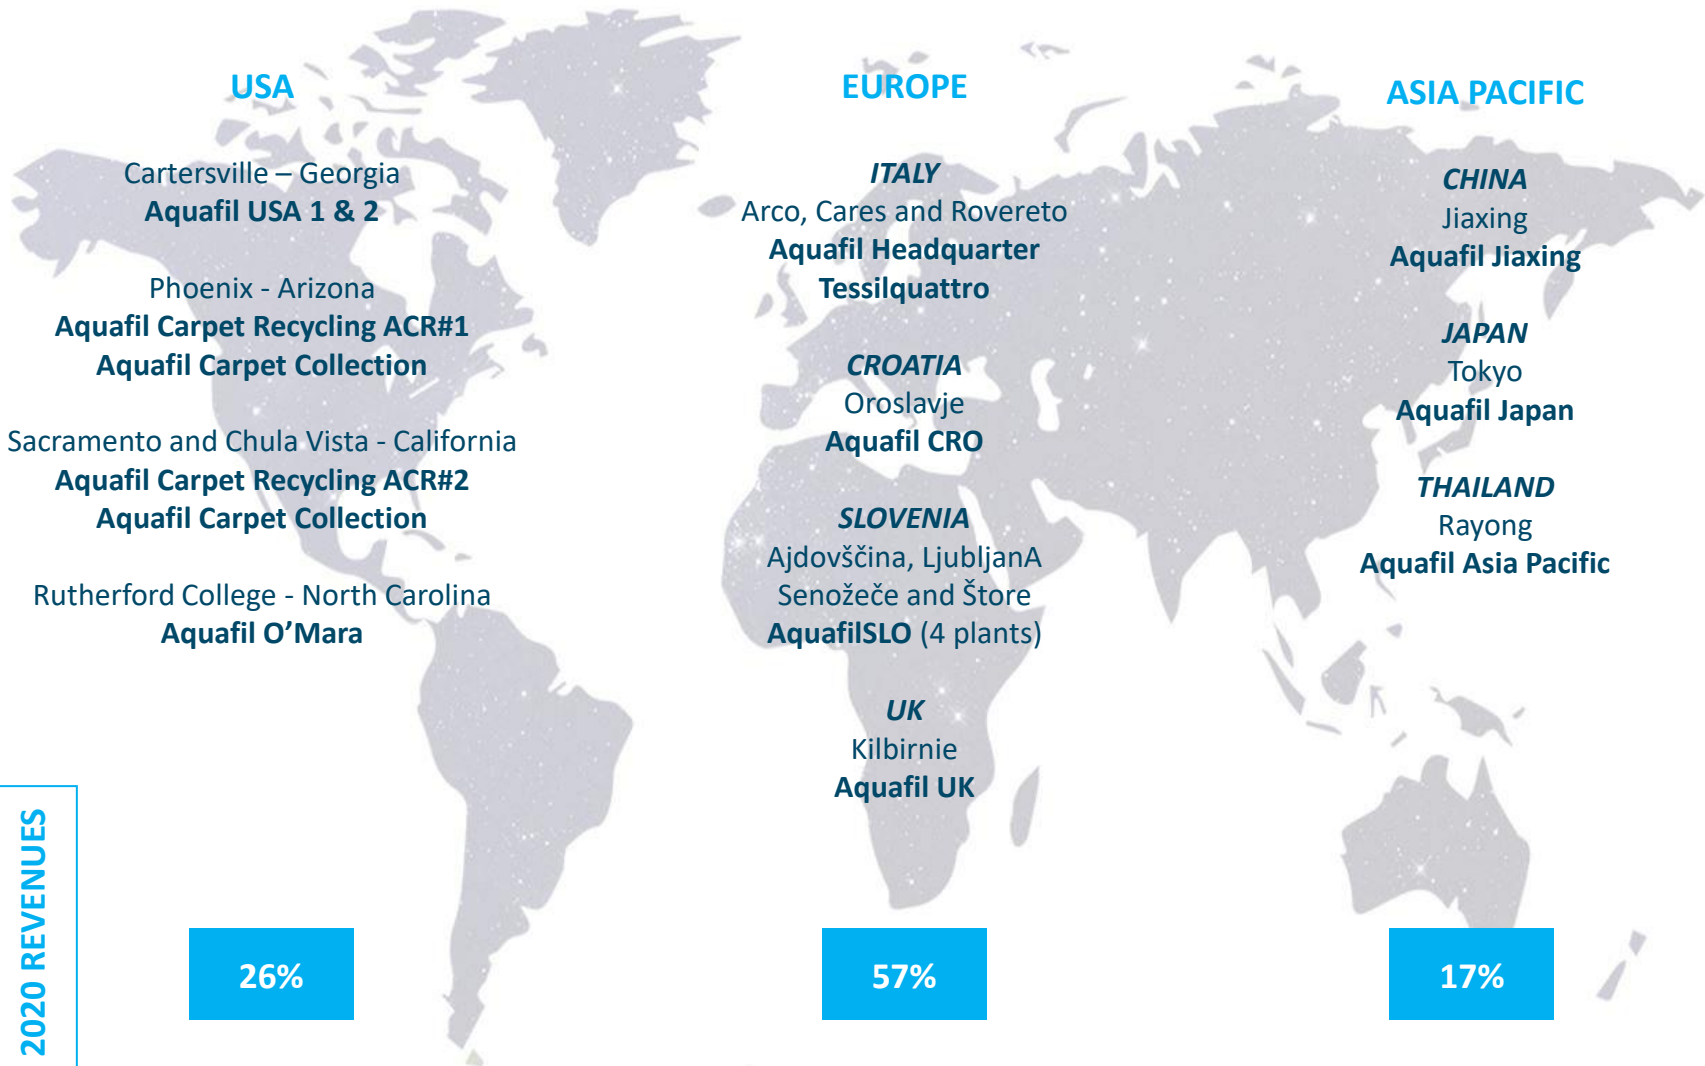 USA
Cartersville – Georgia
Aquafil USA 1 & 2
Phoenix - Arizona
Aquafil Carpet Recycling ACR#1
Aquafil Carpet Collection
Sacramento and Chula Vista - California
Aquafil Carpet Recycling ACR#2
Aquafil Carpet Collection
Rutherford College - North Carolina
Aquafil O’Mara
EUROPE
ITALY
Arco, Cares and Rovereto
Aquafil Headquarter
Tessilquattro
CROATIA
Oroslavje
Aquafil CRO
SLOVENIA
Ajdovščina, LjubljanA
Senožeče and Štore
AquafilSLO (4 plants)
UK
Kilbirnie
Aquafil UK
ASIA PACIFIC
CHINA
Jiaxing
Aquafil Jiaxing
JAPAN
Tokyo
Aquafil Japan
THAILAND
Rayong
Aquafil Asia Pacific
2020 REVENUES
26%
57%
17%